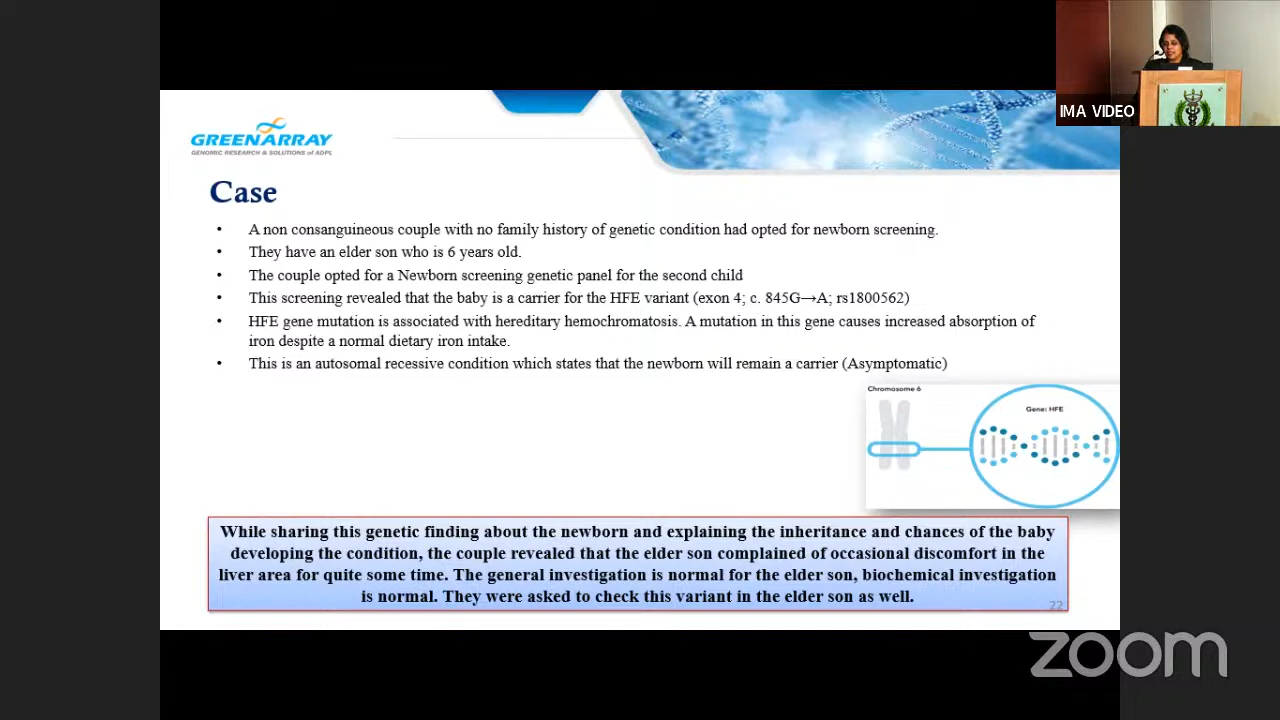 IMA VIDEO
GREENARRAY
GENOMIC RESEARCH & SOLUTIONS of ADPL
Case
• A non consanguineous couple with no family history of genetic condition had opted for newborn screening.
• They have an elder son who is 6 years old.
• The couple opted for a Newborn screening genetic panel for the second child
• This screening revealed that the baby is a carrier for the HFE variant (exon 4; c. 845G→A; rs1800562)
• HFE gene mutation is associated with hereditary hemochromatosis. A mutation in this gene causes increased absorption of
iron despite a normal dietary iron intake.
• This is an autosomal recessive condition which states that the newborn will remain a carrier (Asymptomatic)
Chromosome 6
Gene: HFE
While sharing this genetic finding about the newborn and explaining the inheritance and chances of the baby
developing the condition, the couple revealed that the elder son complained of occasional discomfort in the
liver area for quite some time. The general investigation is normal for the elder son, biochemical investigation
is normal. They were asked to check this variant in the elder son as well.
22
zoom